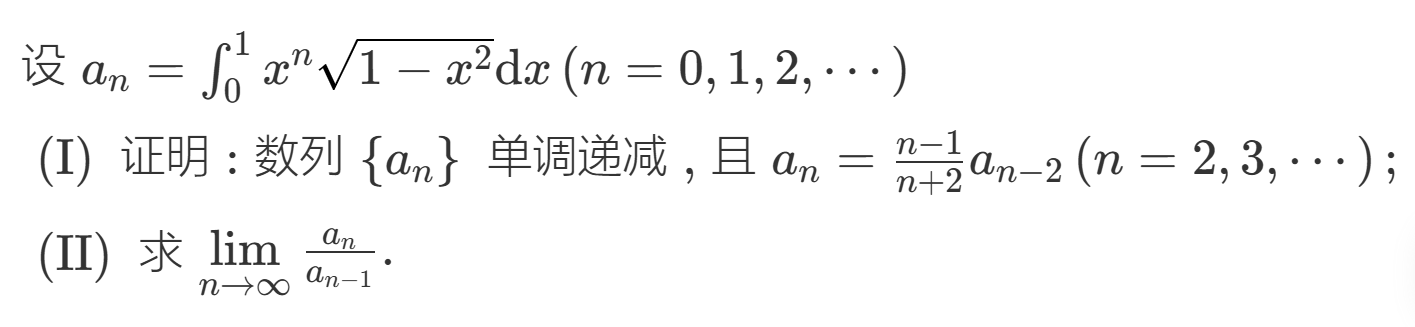 设 $a_n = \int_0^1 x^n \sqrt{1-x^2} \mathrm{d}x \, (n=0,1,2,\cdots)$
(I) 证明：数列 $\{a_n\}$ 单调递减，且 $a_n = \frac{n-1}{n+2} a_{n-2} \, (n=2,3,\cdots)$;
(II) 求 $\lim_{n \to \infty} \frac{a_n}{a_{n-1}}$.